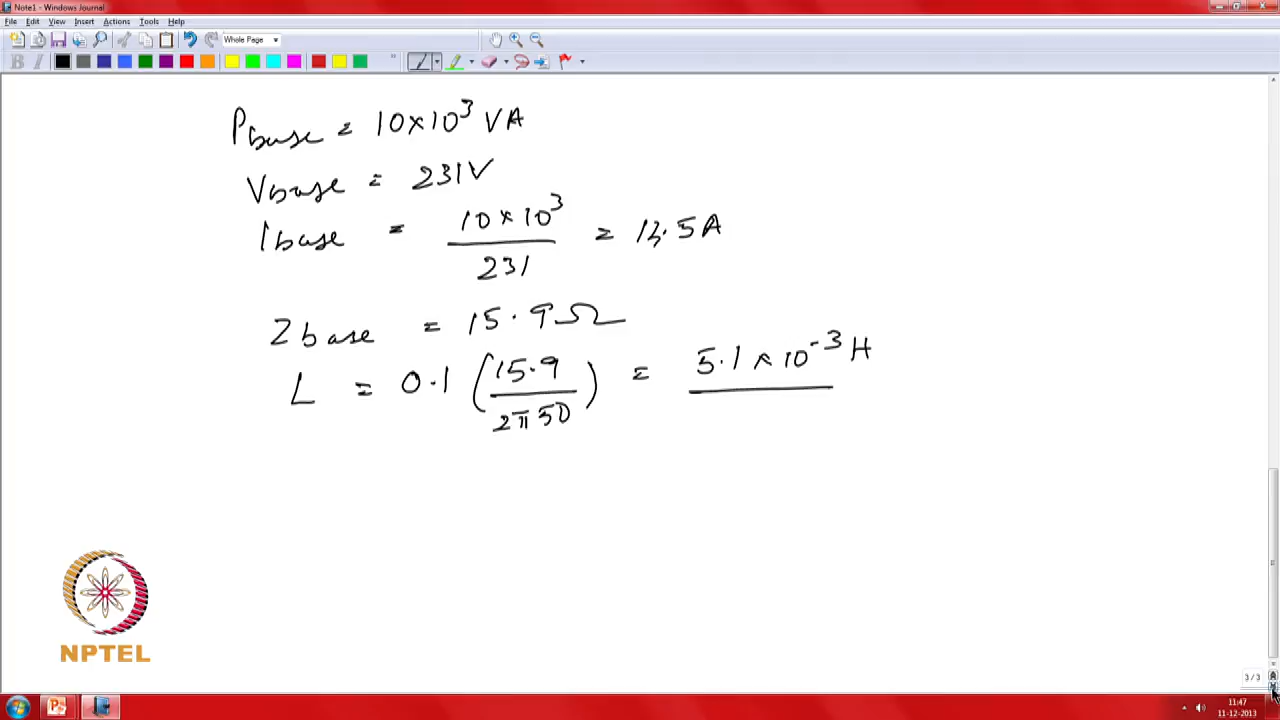 Note1 - Windows Journal
File Edit View Insert Actions Tools Help
Whole Page
B I
Pbase = 10×10³ VA
Vbase = 231V
Ibase = 10×10³ / 231 = 14.5A
Zbase = 15.9Ω
L = 0.1 (15.9 / 2π50) = 5.1 × 10⁻³ H
NPTEL
3 / 3
11:47
11-12-2013